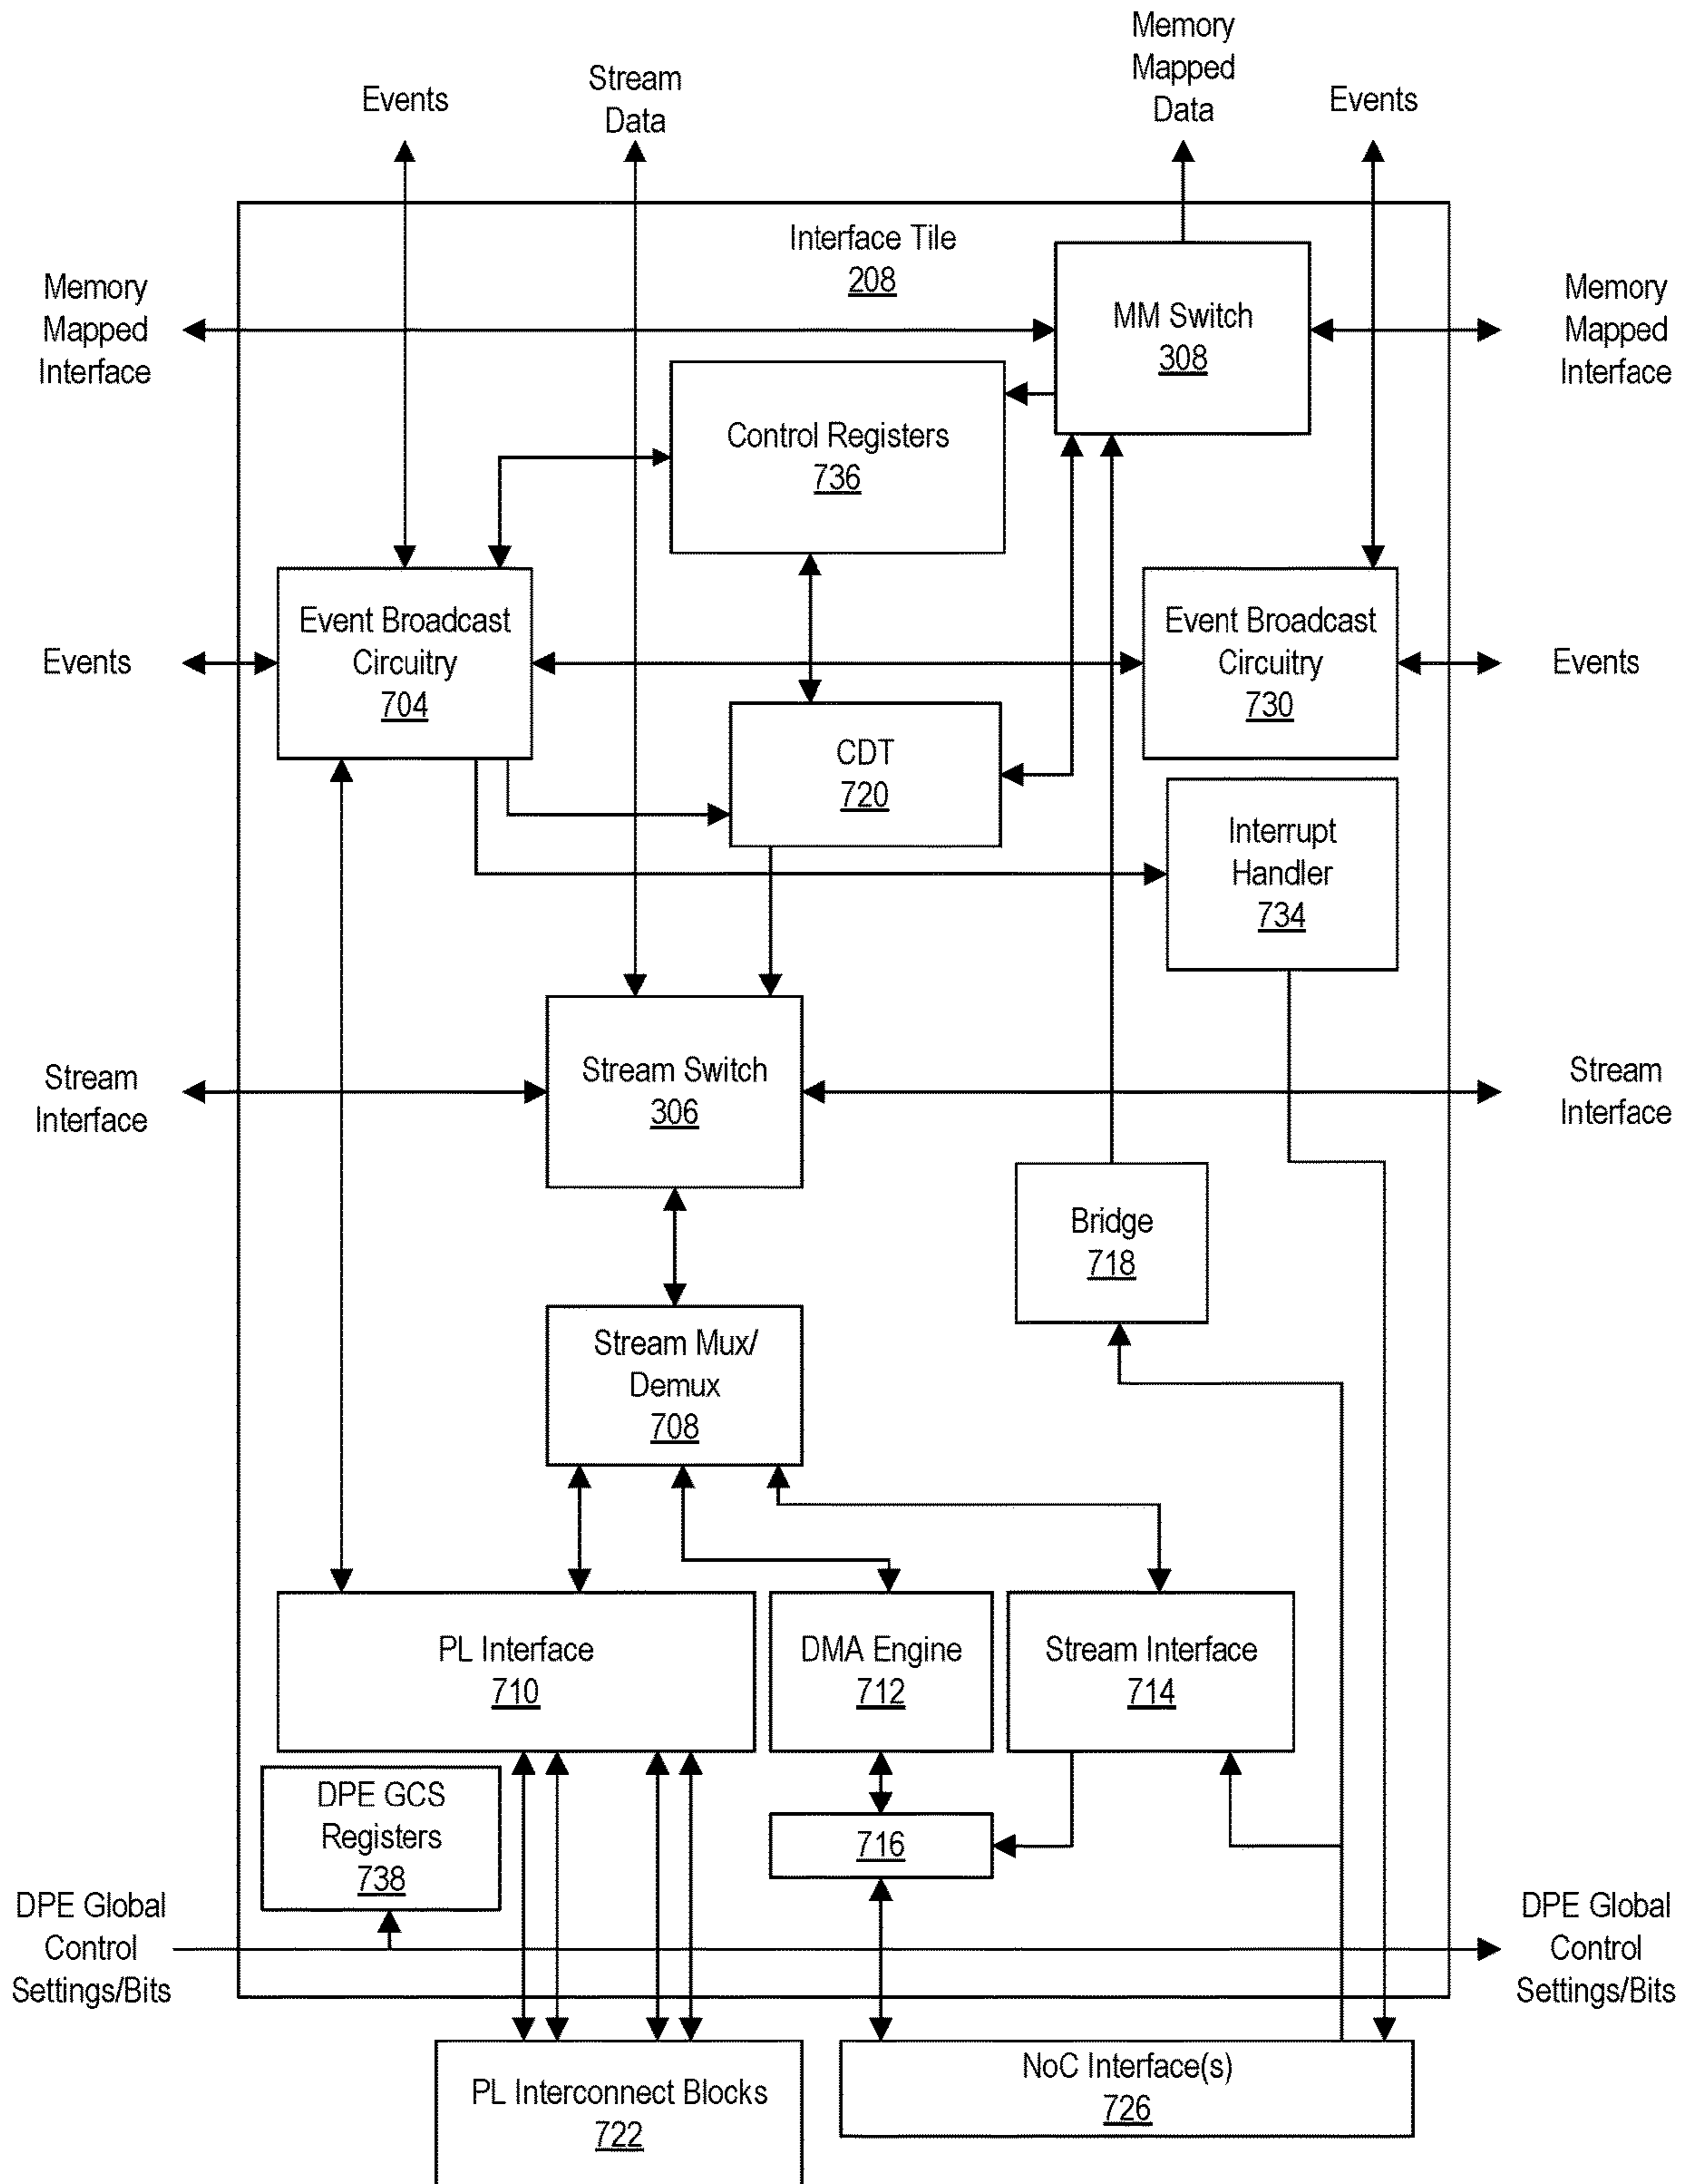 Memory
Mapped
Data
Stream
Data
Events
Events
Interface Tile
208
Memory
Mapped
Interface
MM Switch
308
Memory
Mapped
Interface
Control Registers
736
Events
Event Broadcast
Circuitry
704
Event Broadcast
Circuitry
730
Events
CDT
720
Interrupt
Handler
734
Stream
Interface
Stream Switch
306
Stream
Interface
Bridge
718
Stream Mux/
Demux
708
PL Interface
710
DMA Engine
712
Stream Interface
714
DPE GCS
Registers
738
716
DPE Global
Control
Settings/Bits
DPE Global
Control
Settings/Bits
PL Interconnect Blocks
722
NoC Interface(s)
726